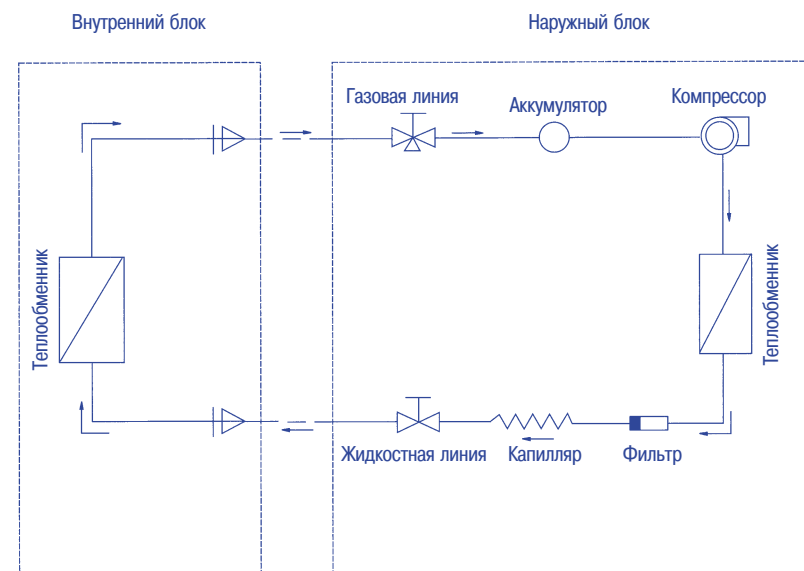 Внутренний блок
Наружный блок
Газовая линия
Аккумулятор
Компрессор
Теплообменник
Теплообменник
Жидкостная линия
Капилляр
Фильтр